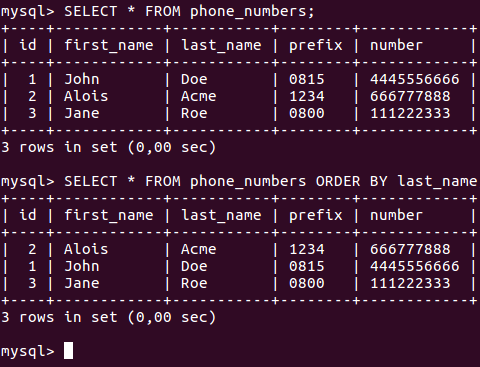 mysql> SELECT * FROM phone_numbers;
+----+------------+-----------+--------+------------+
| id | first_name | last_name | prefix | number     |
+----+------------+-----------+--------+------------+
|  1 | John       | Doe       | 0815   | 4445556666 |
|  2 | Alois      | Acme      | 1234   | 666777888  |
|  3 | Jane       | Roe       | 0800   | 111222333  |
+----+------------+-----------+--------+------------+
3 rows in set (0,00 sec)
mysql> SELECT * FROM phone_numbers ORDER BY last_name
+----+------------+-----------+--------+------------+
| id | first_name | last_name | prefix | number     |
+----+------------+-----------+--------+------------+
|  2 | Alois      | Acme      | 1234   | 666777888  |
|  1 | John       | Doe       | 0815   | 4445556666 |
|  3 | Jane       | Roe       | 0800   | 111222333  |
+----+------------+-----------+--------+------------+
3 rows in set (0,00 sec)
mysql>